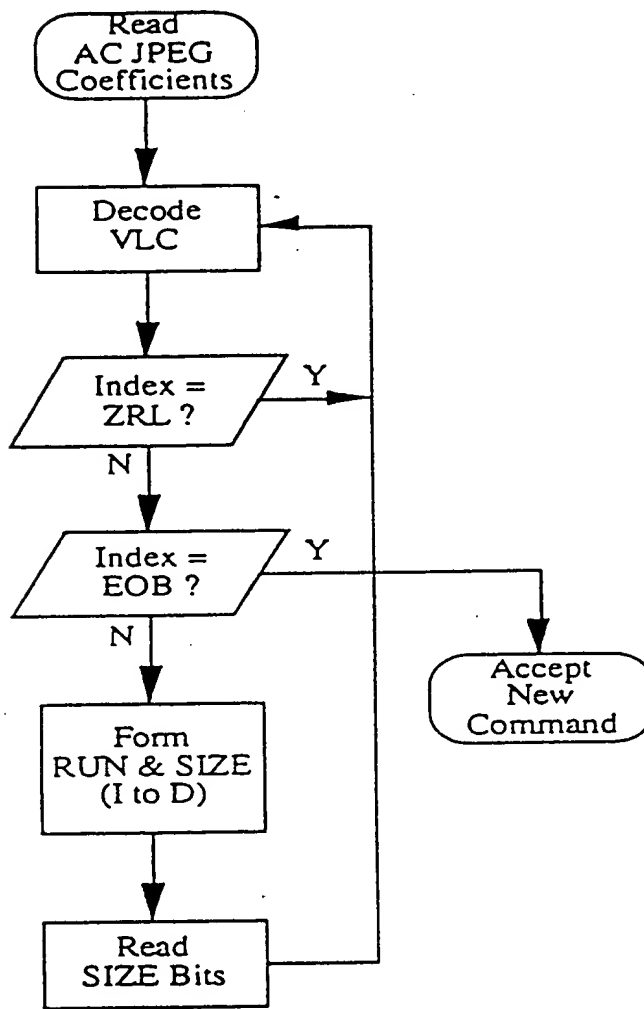 Read
AC JPEG
Coefficients
Decode
VLC
Index =
ZRL ?
Y
N
Index =
EOB ?
Y
N
Accept
New
Command
Form
RUN & SIZE
(I to D)
Read
SIZE Bits